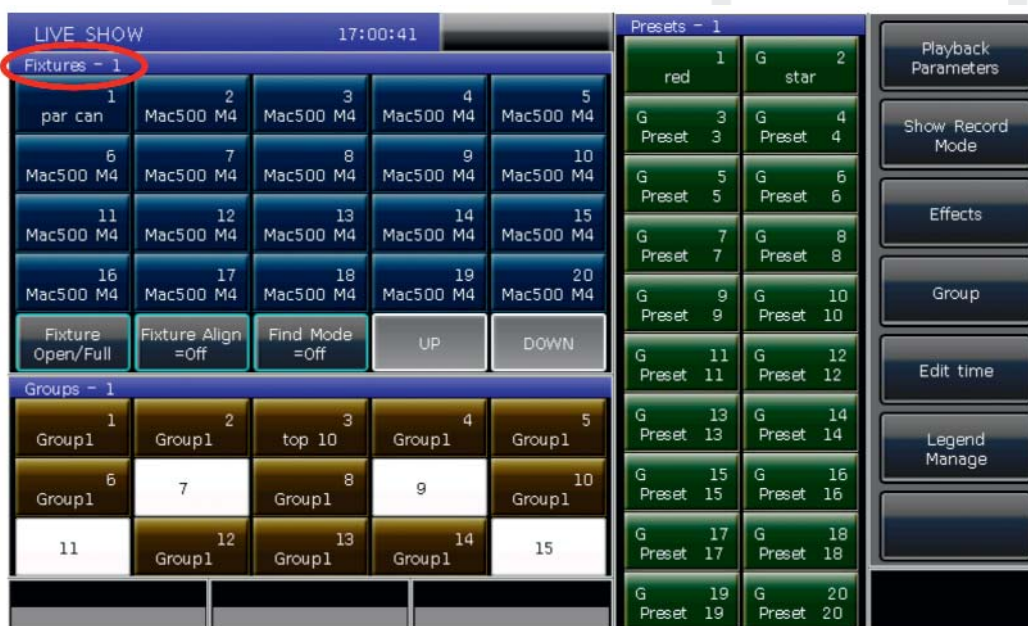 LIVE SHOW 17:00:41
Fixtures - 1
1
par can
2
Mac500 M4
3
Mac500 M4
4
Mac500 M4
5
Mac500 M4
6
Mac500 M4
7
Mac500 M4
8
Mac500 M4
9
Mac500 M4
10
Mac500 M4
11
Mac500 M4
12
Mac500 M4
13
Mac500 M4
14
Mac500 M4
15
Mac500 M4
16
Mac500 M4
17
Mac500 M4
18
Mac500 M4
19
Mac500 M4
20
Mac500 M4
Fixture
Open/Full
Fixture Align
=Off
Find Mode
=Off
UP
DOWN
Groups - 1
1
Group1
2
Group1
3
top 10
4
Group1
5
Group1
6
Group1
7
8
Group1
9
10
Group1
11
12
Group1
13
Group1
14
Group1
15
Presets - 1
1
red
G 2
star
G 3
Preset 3
G 4
Preset 4
G 5
Preset 5
G 6
Preset 6
G 7
Preset 7
G 8
Preset 8
G 9
Preset 9
G 10
Preset 10
G 11
Preset 11
G 12
Preset 12
G 13
Preset 13
G 14
Preset 14
G 15
Preset 15
G 16
Preset 16
G 17
Preset 17
G 18
Preset 18
G 19
Preset 19
G 20
Preset 20
Playback
Parameters
Show Record
Mode
Effects
Group
Edit time
Legend
Manage